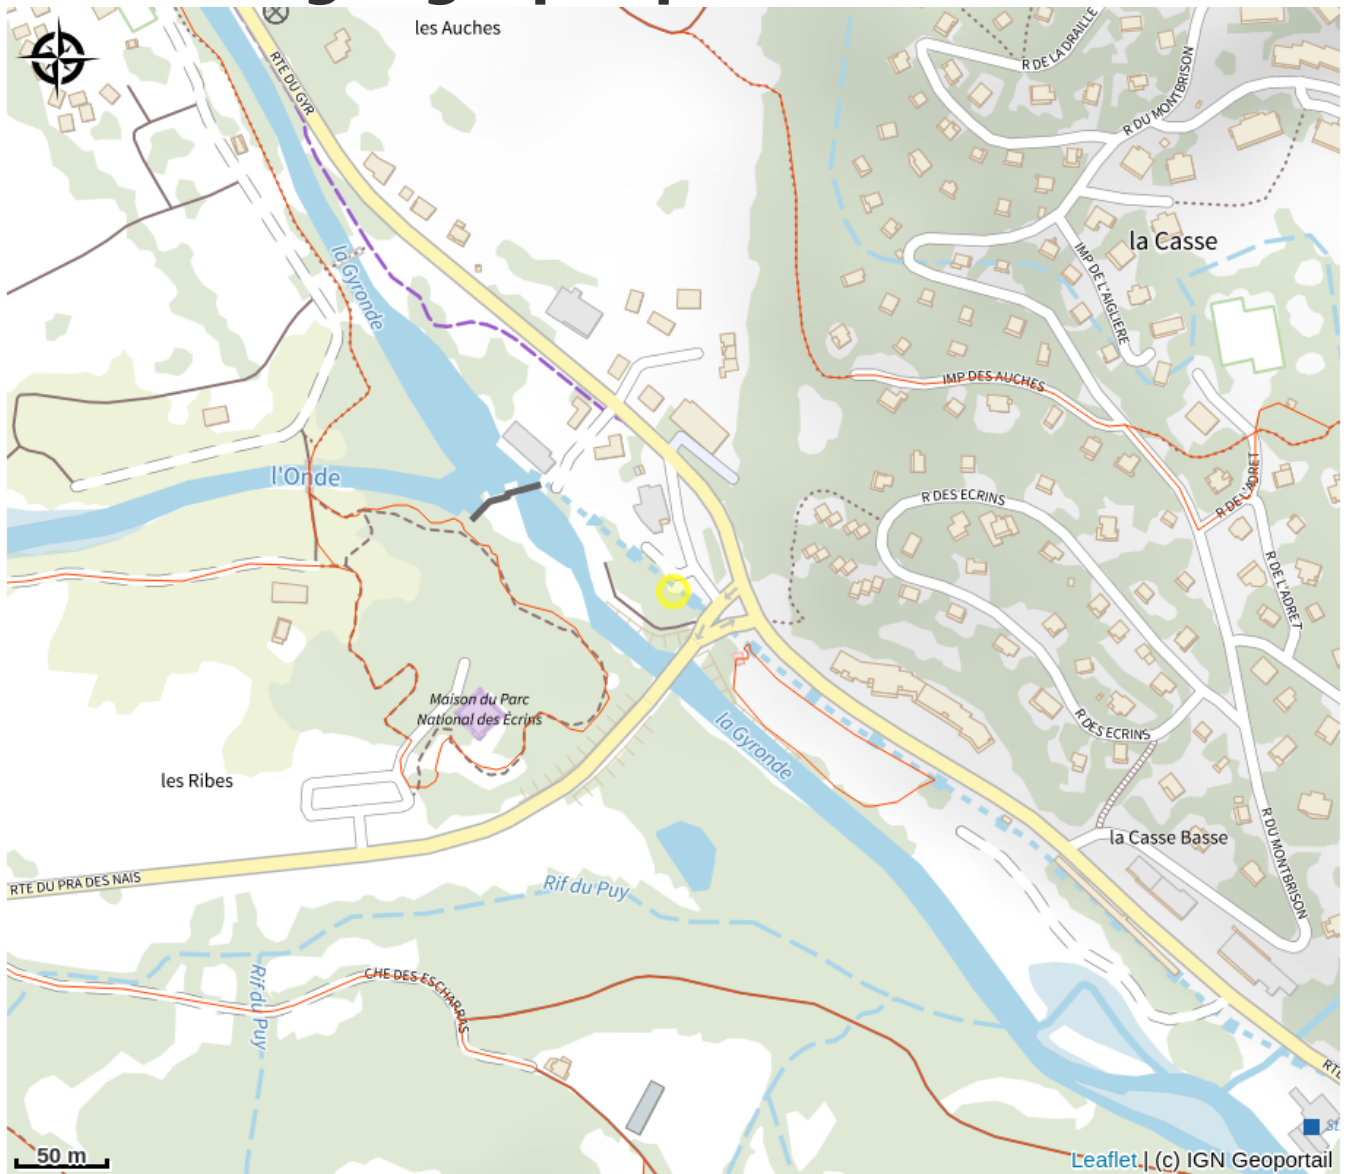 les Auches
RTE DU GYR
R DE LA DRAILLE
R DU MONTBRISON
la Casse
IMP DE L'AIGLIERE
la Gyronde
IMP DES AUCHES
l'Onde
R DES ECRINS
R DE L'ADRET
R DE L'ADRET
Maison du Parc
National des Écrins
la Gyronde
R DES ECRINS
les Ribes
la Casse Basse
R DU MONTBRISON
RTE DU PRA DES NAIS
Rif du Puy
Rif du Puy
CHE DES ESCHARRAS
RTE
St
50 m
Leaflet | (c) IGN Geoportail